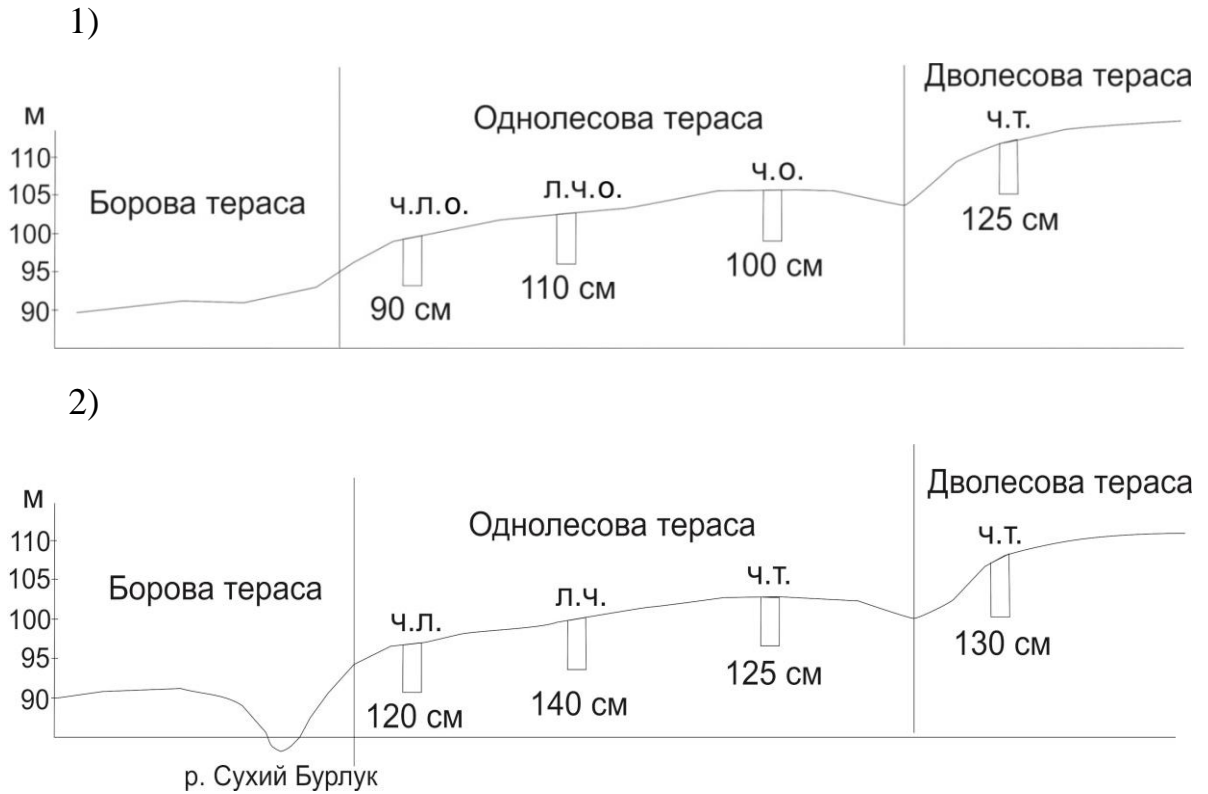 1)
Дволесова тераса
м
Однолесова тераса
ч.т.
110
105
100
95
90
Борова тераса
ч.л.о.
л.ч.о.
ч.о.
90 см
110 см
100 см
125 см
2)
Дволесова тераса
м
Однолесова тераса
ч.т.
110
105
100
95
90
Борова тераса
ч.л.
л.ч.
ч.т.
120 см
140 см
125 см
130 см
р. Сухий Бурлук